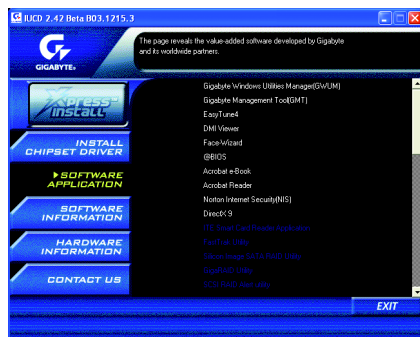 IUCD 2.42 Beta B03.1215.3
GIGABYTE
The page reveals the value-added software developed by Gigabyte
and its worldwide partners.
Xpress
Install
INSTALL
CHIPSET DRIVER
SOFTWARE
APPLICATION
SOFTWARE
INFORMATION
HARDWARE
INFORMATION
CONTACT US
Gigabyte Windows Utilities Manager(GWUM)
Gigabyte Management Tool(GMT)
EasyTune4
DMI Viewer
Face-Wizard
@BIOS
Acrobat e-Book
Acrobat Reader
Norton Internet Security(NIS)
DirectX 9
EXIT